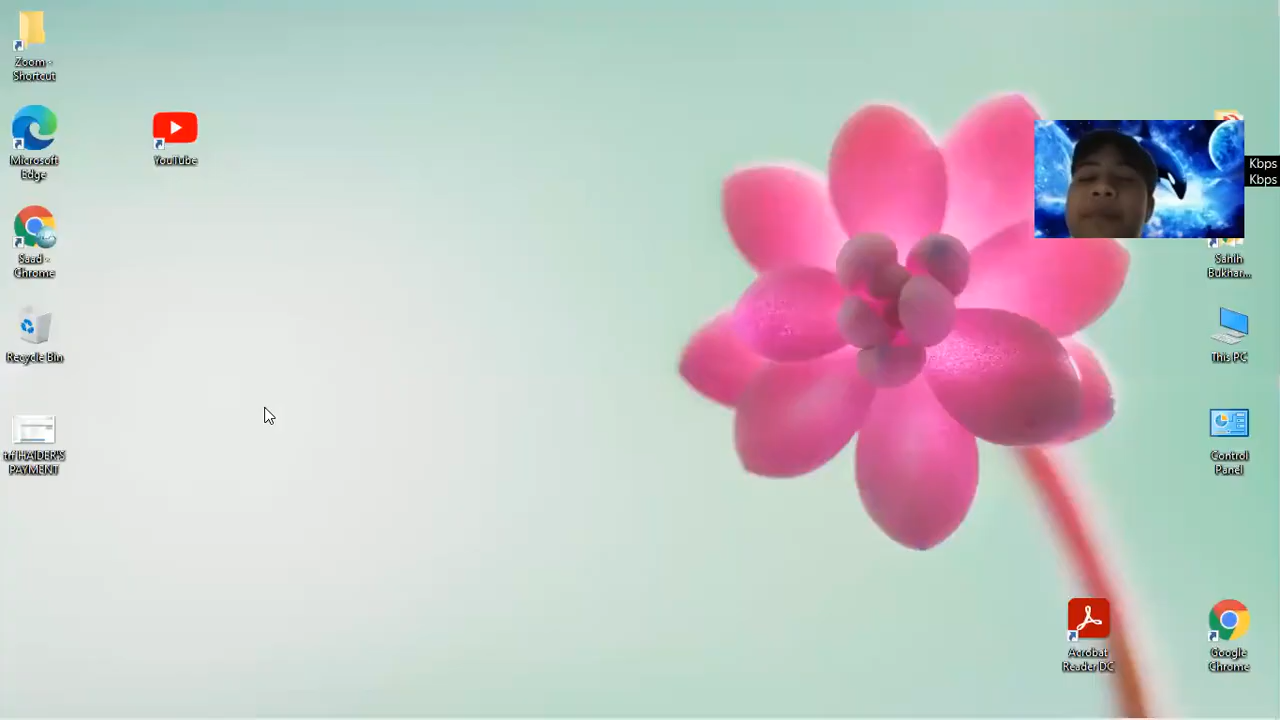 Zoom -
Shortcut
Microsoft
Edge
YouTube
Saad -
Chrome
Recycle Bin
HAIDER'S
PAYMENT
Kbps
Kbps
Sahih
Bukhar...
This PC
Control
Panel
Acrobat
Reader DC
Google
Chrome